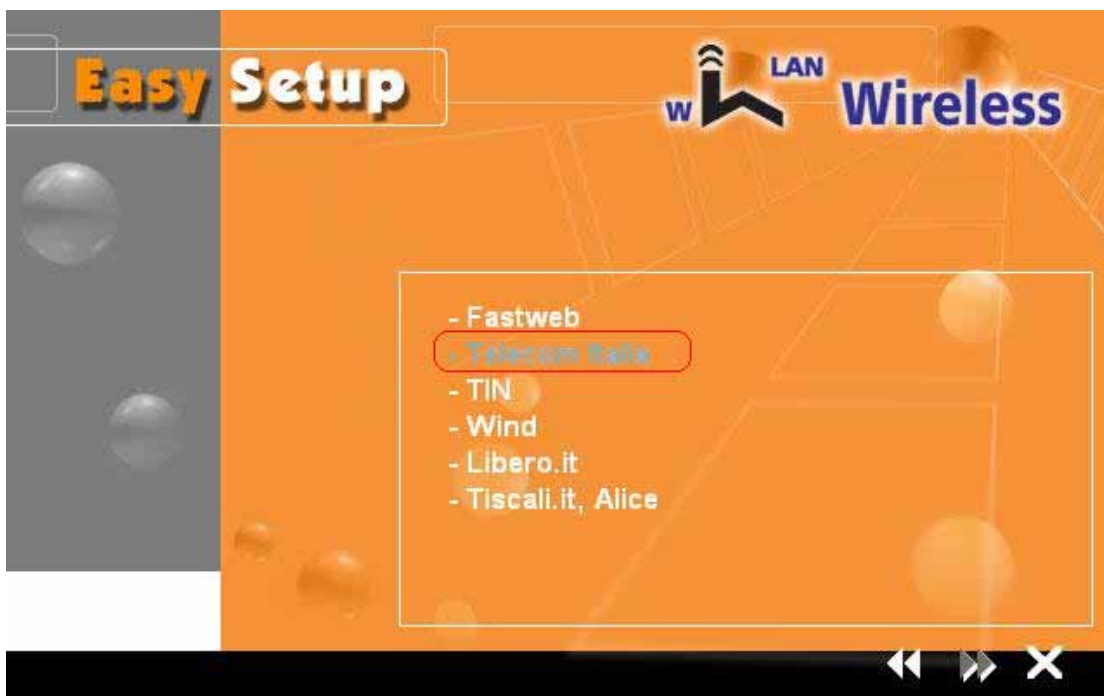 Easy Setup
W LAN
Wireless
- Fastweb
- Telecom Italia
- TIN
- Wind
- Libero.it
- Tiscali.it, Alice